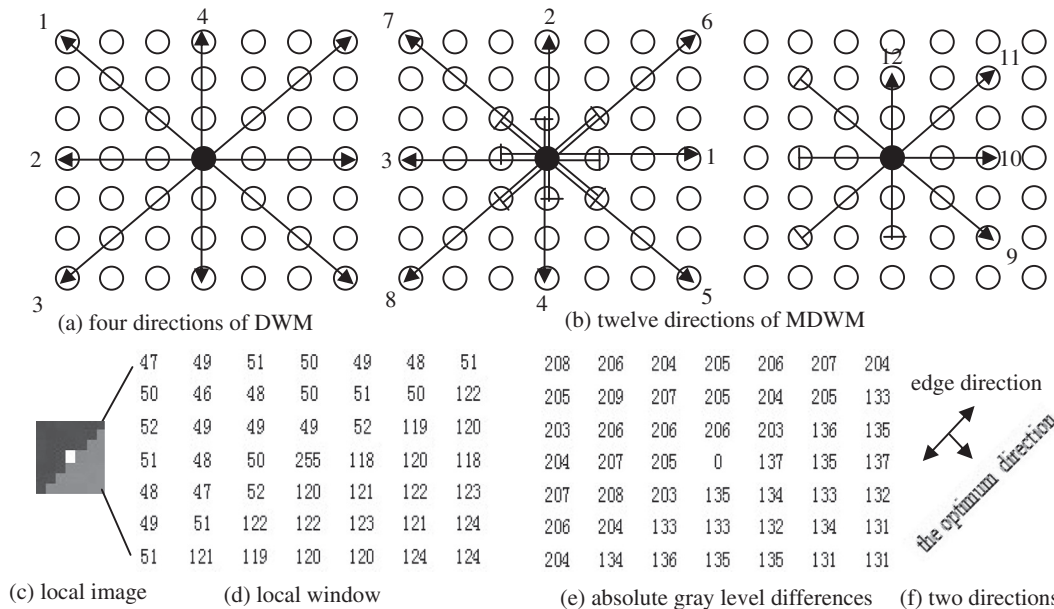 1 4 7 2 6
12 11
2 3 1 10
3 8 4 5 9
(a) four directions of DWM (b) twelve directions of MDWM
47 49 51 50 49 48 51
50 46 48 50 51 50 122
52 49 49 49 52 119 120
51 48 50 255 118 120 118
48 47 52 120 121 122 123
49 51 122 122 123 121 124
51 121 119 120 120 124 124
208 206 204 205 206 207 204
205 209 207 205 204 205 133
203 206 206 206 203 136 135
204 207 205 0 137 135 137
207 208 203 135 134 133 132
206 204 133 133 132 134 131
204 134 136 135 135 131 131
edge direction
the optimum direction
(c) local image (d) local window (e) absolute gray level differences (f) two directions